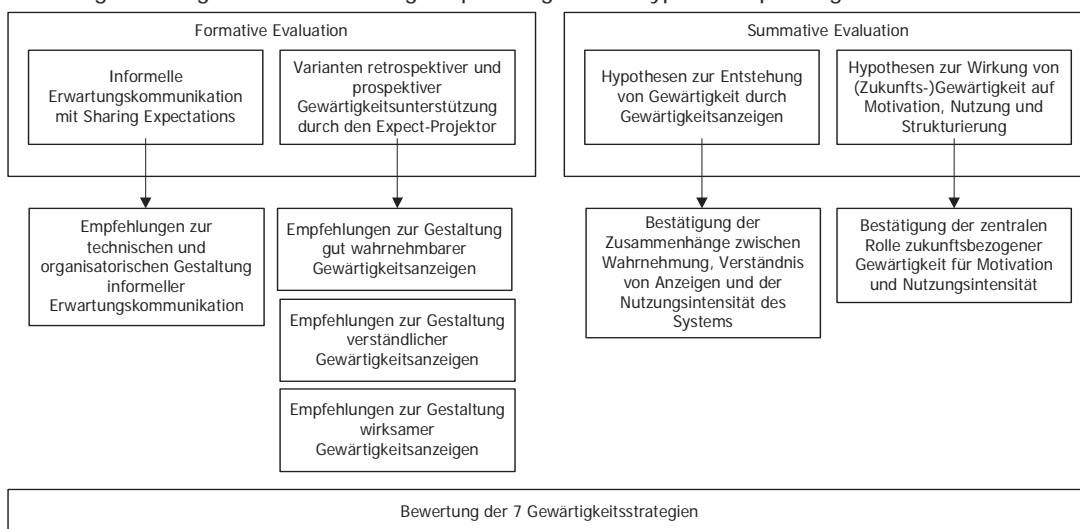 Formative Evaluation
Informelle
Erwartungskommunikation
mit Sharing Expectations
Varianten retrospektiver und
prospektiver
Gewärtigkeitsunterstützung
durch den Expect-Projektor
Summative Evaluation
Hypothesen zur Entstehung
von Gewärtigkeit durch
Gewärtigkeitsanzeigen
Hypothesen zur Wirkung von
(Zukunfts-)Gewärtigkeit auf
Motivation, Nutzung und
Strukturierung
Empfehlungen zur
technischen und
organisatorischen Gestaltung
informeller
Erwartungskommunikation
Empfehlungen zur Gestaltung
gut wahrnehmbarer
Gewärtigkeitsanzeigen
Empfehlungen zur Gestaltung
verständlicher
Gewärtigkeitsanzeigen
Empfehlungen zur Gestaltung
wirksamer
Gewärtigkeitsanzeigen
Bestätigung der
Zusammenhänge zwischen
Wahrnehmung, Verständnis
von Anzeigen und der
Nutzungsintensität des
Systems
Bestätigung der zentralen
Rolle zukunftsbezogener
Gewärtigkeit für Motivation
und Nutzungsintensität
Bewertung der 7 Gewärtigkeitsstrategien